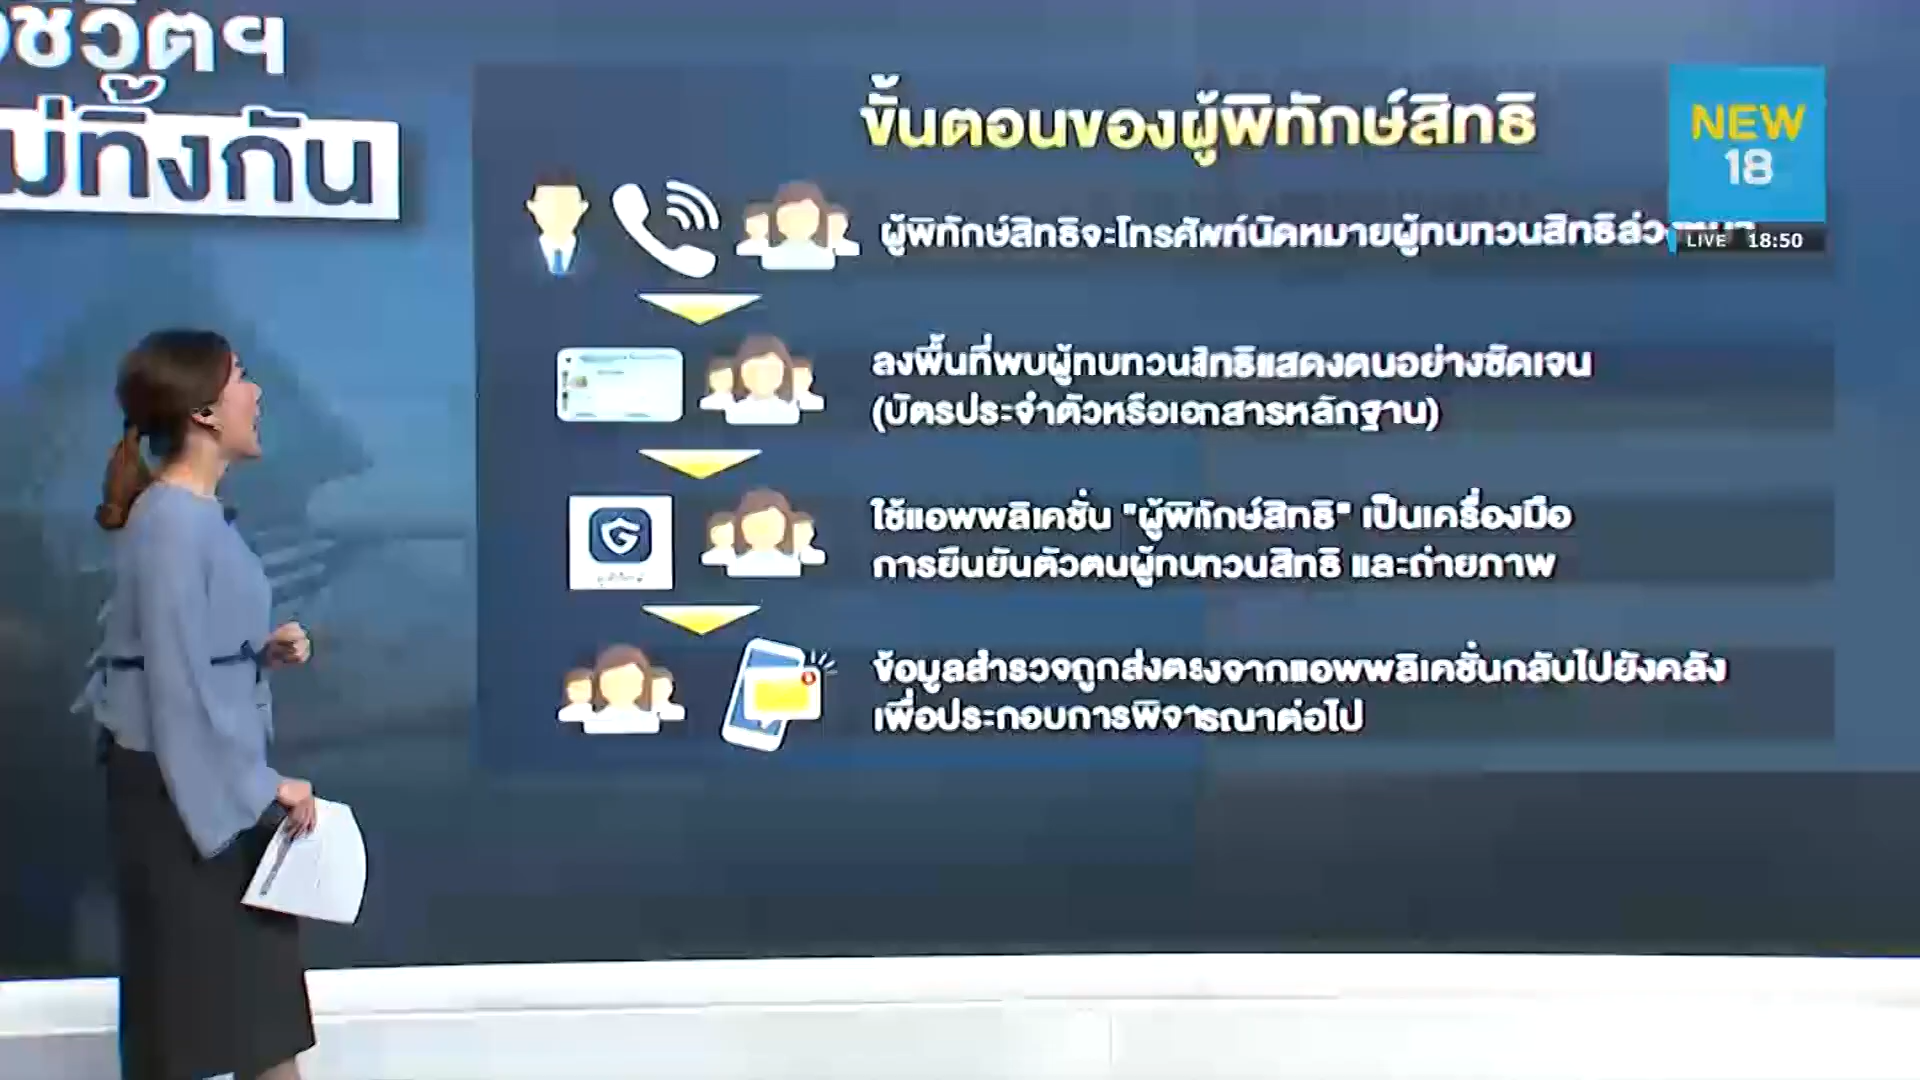 ชีวิตฯ
ไม่ทิ้งกัน
ขั้นตอนของผู้พิทักษ์สิทธิ
NEW
18
LIVE 18:50
ผู้พิทักษ์สิทธิจะโทรศัพท์นัดหมายผู้ทบทวนสิทธิล่วงหน้า
ลงพื้นที่พบผู้ทบทวนสิทธิแสดงตนอย่างชัดเจน
(บัตรประจำตัวหรือเอกสารหลักฐาน)
ใช้แอพพลิเคชั่น "ผู้พิทักษ์สิทธิ" เป็นเครื่องมือ
การยืนยันตัวตนผู้ทบทวนสิทธิ และถ่ายภาพ
ข้อมูลสำรวจถูกส่งตรงจากแอพพลิเคชั่นกลับไปยังคลัง
เพื่อประกอบการพิจารณาต่อไป